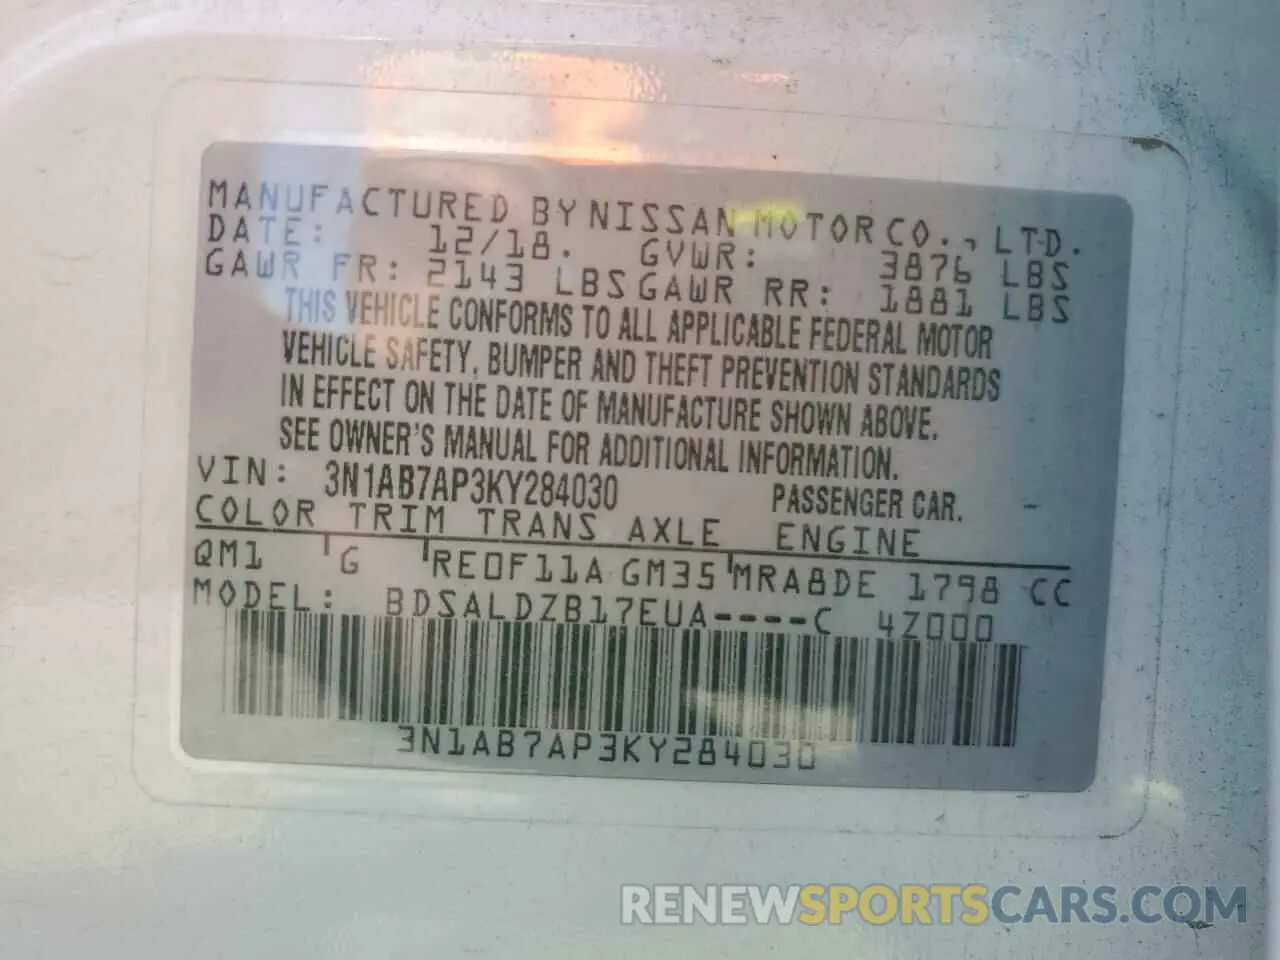 MANUFACTURED BY NISSAN MOTOR CO., LTD.
DATE: 12/18. GVWR: 3876 LBS
GAWR FR: 2143 LBS GAWR RR: 1881 LBS
THIS VEHICLE CONFORMS TO ALL APPLICABLE FEDERAL MOTOR
VEHICLE SAFETY, BUMPER AND THEFT PREVENTION STANDARDS
IN EFFECT ON THE DATE OF MANUFACTURE SHOWN ABOVE.
SEE OWNER'S MANUAL FOR ADDITIONAL INFORMATION.
VIN: 3N1AB7AP3KY284030 PASSENGER CAR.
COLOR TRIM TRANS AXLE ENGINE
QM1 G RE0F11A GM35 MRA8DE 1798 CC
MODEL: BDSALDZB17EUA----C 4Z000
3N1AB7AP3KY284030
RENEWSPORTSCARS.COM